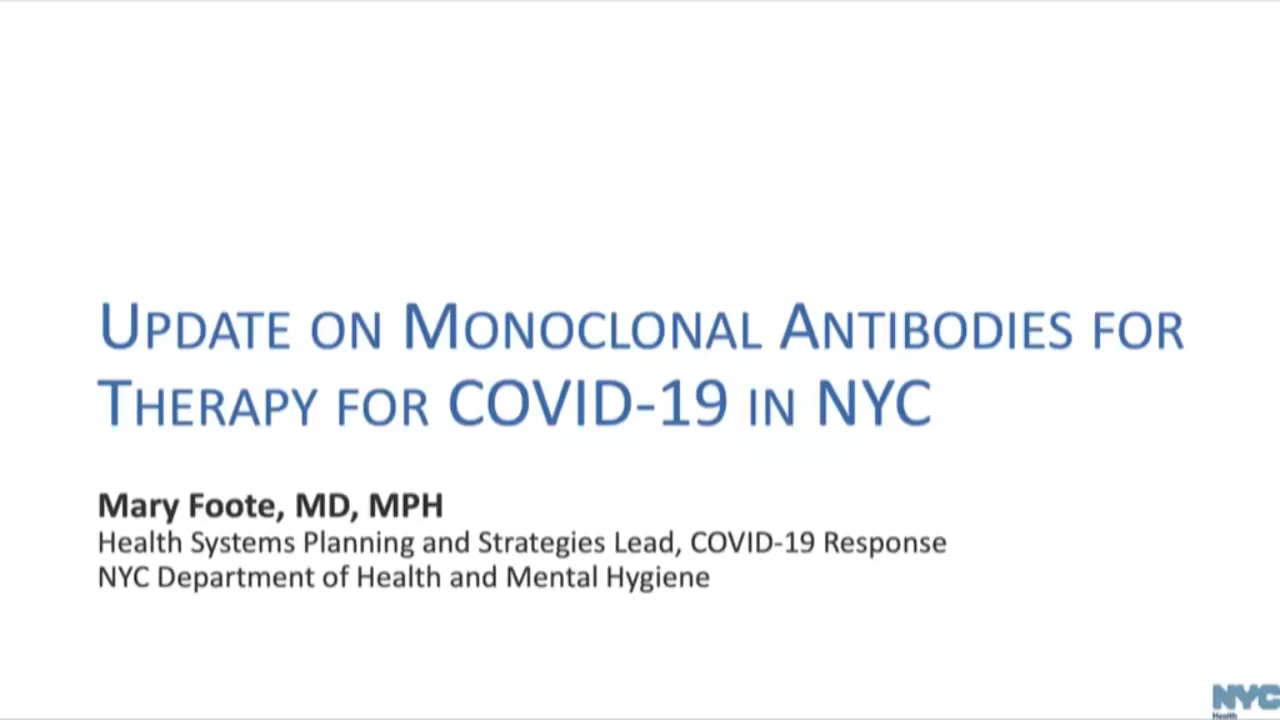 UPDATE ON MONOCLONAL ANTIBODIES FOR
THERAPY FOR COVID-19 IN NYC
Mary Foote, MD, MPH
Health Systems Planning and Strategies Lead, COVID-19 Response
NYC Department of Health and Mental Hygiene
NYC
Health